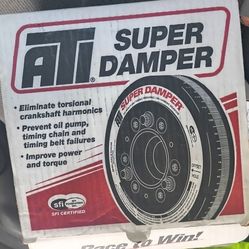 ATI® SUPER
DAMPER
• Eliminate torsional
crankshaft harmonics
• Prevent oil pump,
timing chain and
timing belt failures
• Improve power
and torque
SUPER DAMPER
ATI
sfi
SFI CERTIFIED
Race to Win!